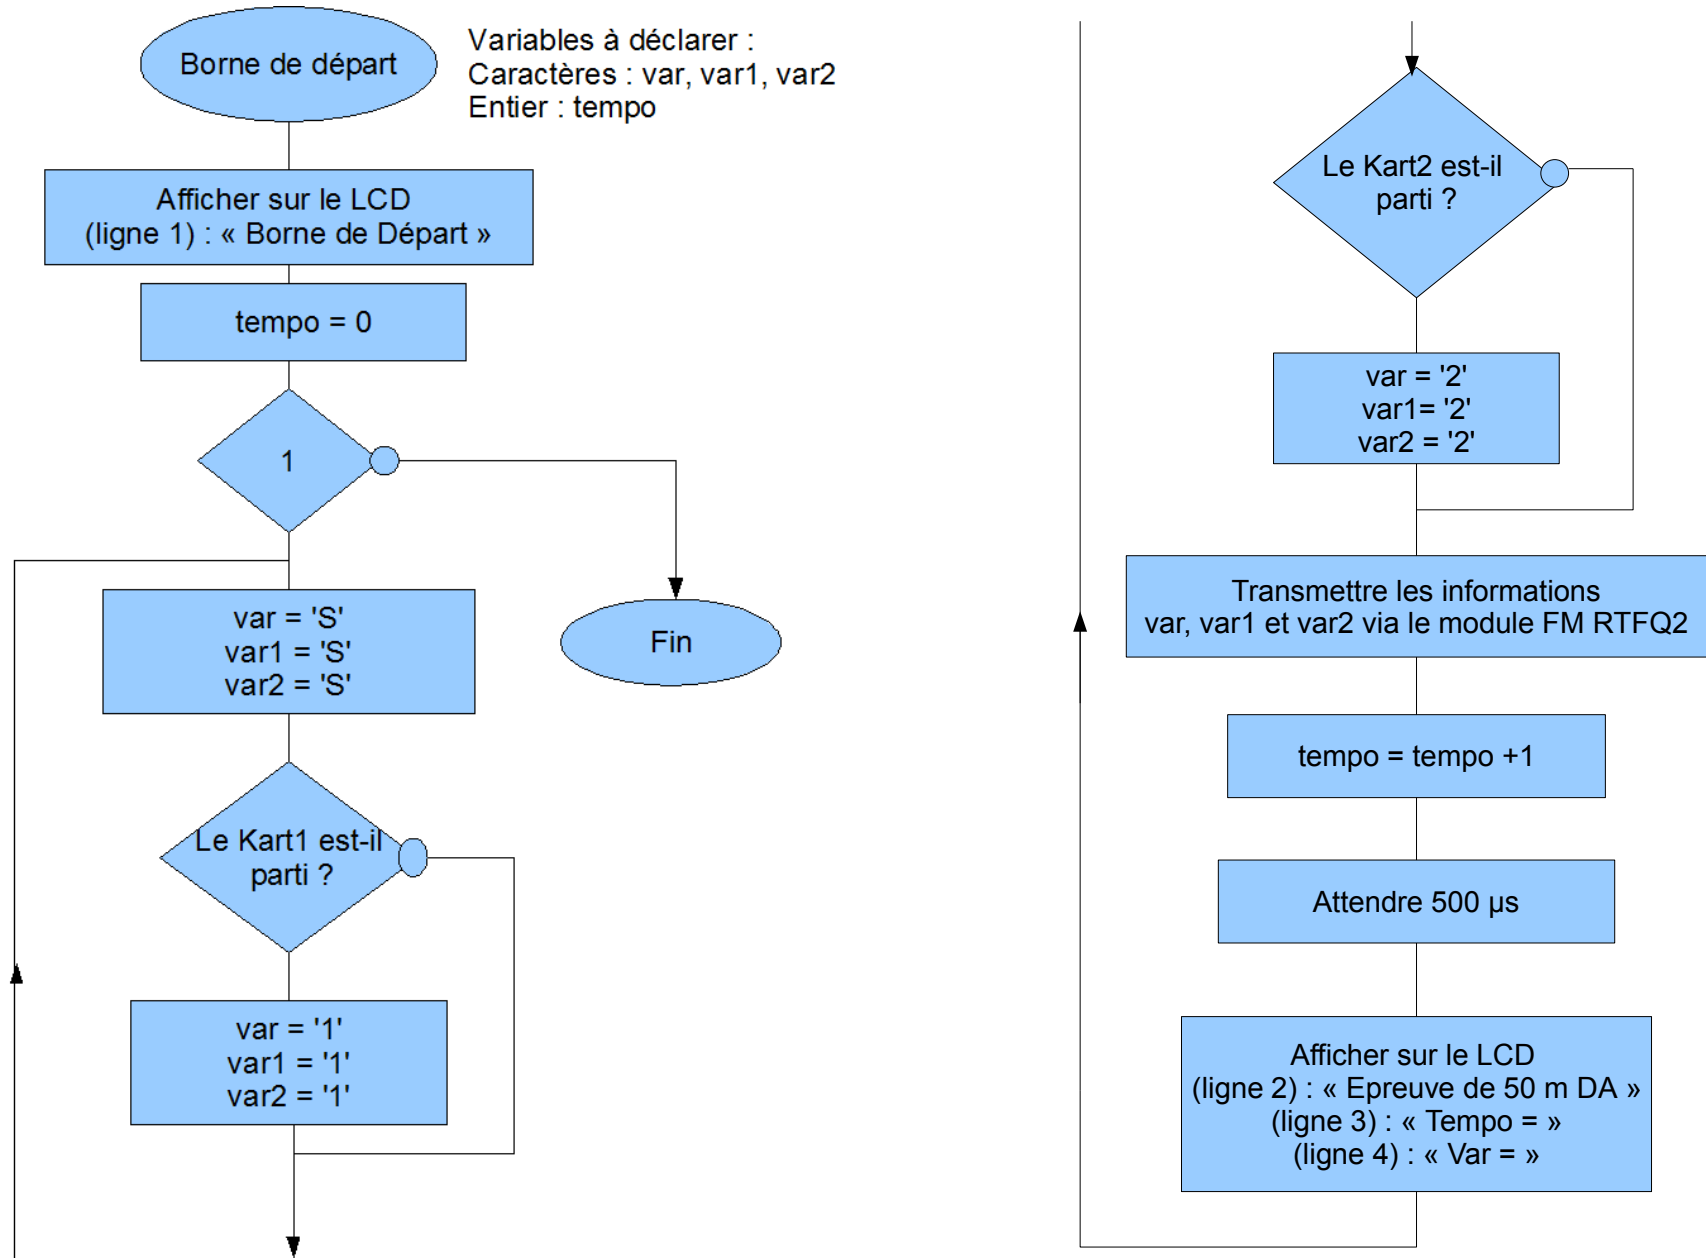 Borne de départ
Variables à déclarer :
Caractères : var, var1, var2
Entier : tempo
Afficher sur le LCD
(ligne 1) : « Borne de Départ »
tempo = 0
1
var = 'S'
var1 = 'S'
var2 = 'S'
Fin
Le Kart1 est-il
parti ?
var = '1'
var1 = '1'
var2 = '1'
Le Kart2 est-il
parti ?
var = '2'
var1= '2'
var2 = '2'
Transmettre les informations
var, var1 et var2 via le module FM RTFQ2
tempo = tempo +1
Attendre 500 µs
Afficher sur le LCD
(ligne 2) : « Epreuve de 50 m DA »
(ligne 3) : « Tempo = »
(ligne 4) : « Var = »